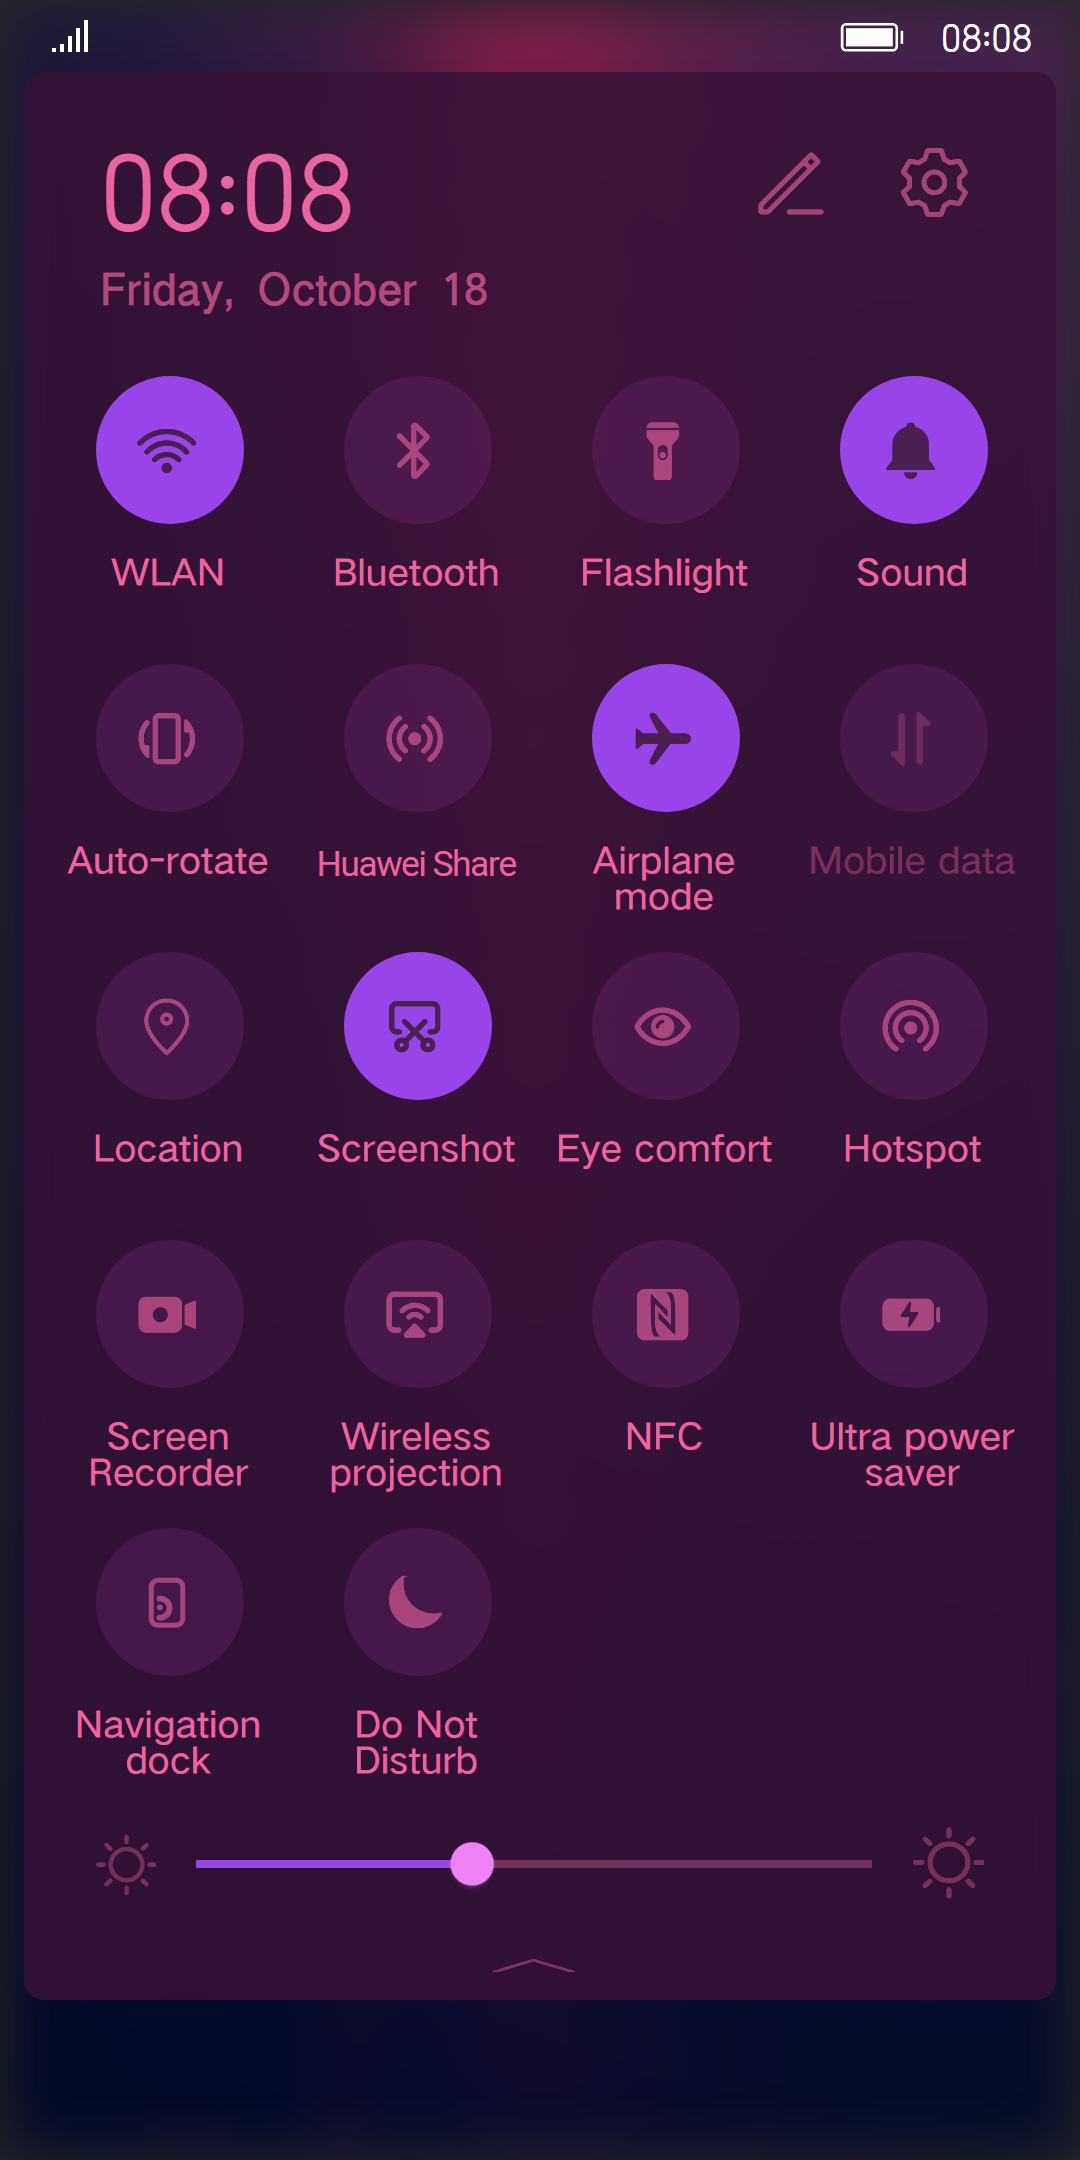 08:08
08:08
Friday, October 18
WLAN
Bluetooth
Flashlight
Sound
Auto-rotate
Huawei Share
Airplane
mode
Mobile data
Location
Screenshot
Eye comfort
Hotspot
Screen
Recorder
Wireless
projection
NFC
Ultra power
saver
Navigation
dock
Do Not
Disturb